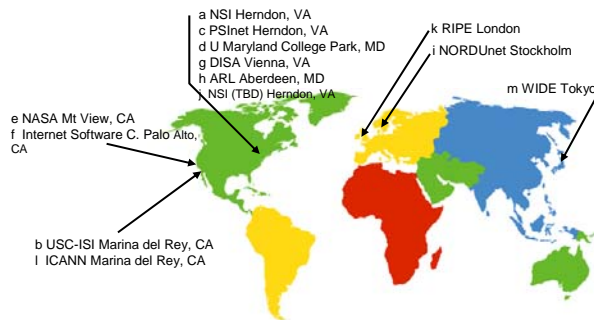 a NSI Herndon, VA
c PSInet Herndon, VA
d U Maryland College Park, MD
g DISA Vienna, VA
h ARL Aberdeen, MD
j NSI (TBD) Herndon, VA
k RIPE London
i NORDUnet Stockholm
m WIDE Tokyo
e NASA Mt View, CA
f Internet Software C. Palo Alto,
CA
b USC-ISI Marina del Rey, CA
l ICANN Marina del Rey, CA